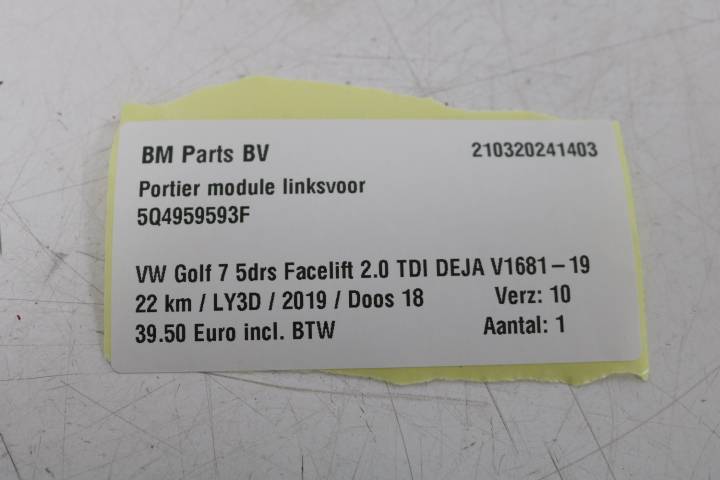 BM Parts BV 210320241403
Portier module linksvoor
5Q4959593F
VW Golf 7 5drs Facelift 2.0 TDI DEJA V1681-19
22 km / LY3D / 2019 / Doos 18 Verz: 10
39.50 Euro incl. BTW Aantal: 1